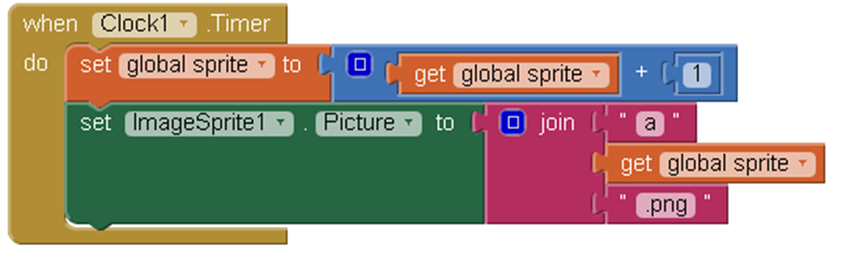 when Clock1 .Timer
do set global sprite to get global sprite + 1
set ImageSprite1 . Picture to join " a "
get global sprite
" .png "